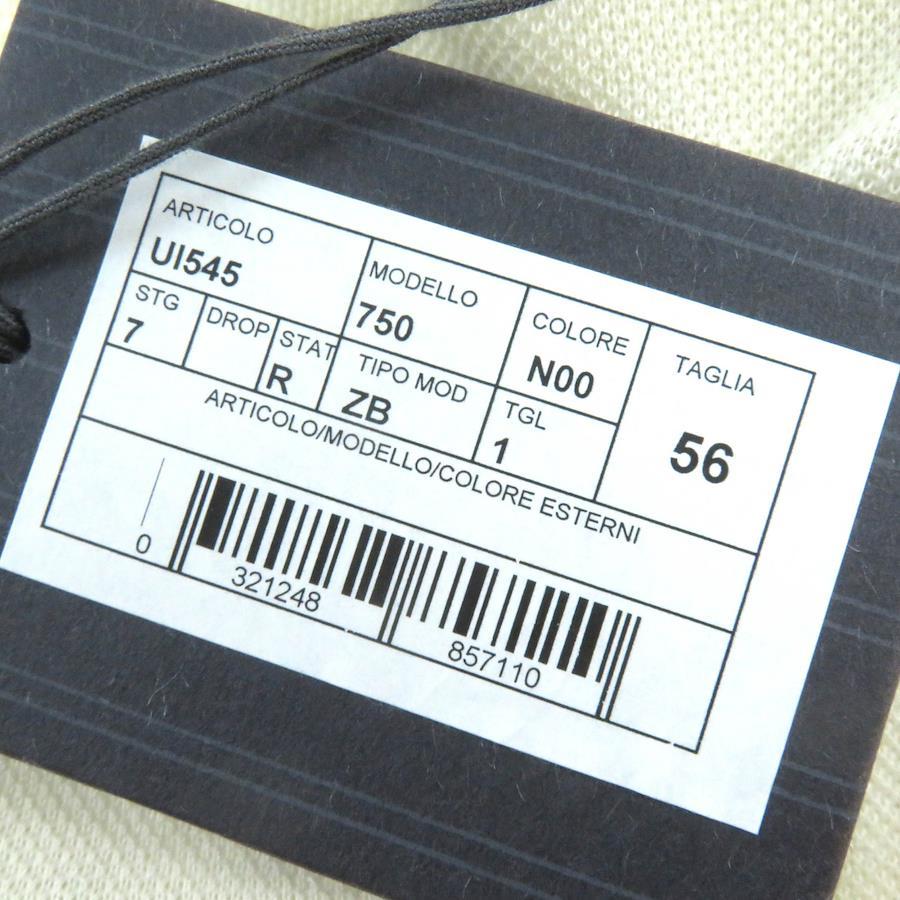 ARTICOLO
UI545
MODELLO
750
COLORE
N00
TAGLIA
56
STG
7
DROP
STAT
R
TIPO MOD
ZB
TGL
1
ARTICOLO/MODELLO/COLORE ESTERNI
0 321248 857110